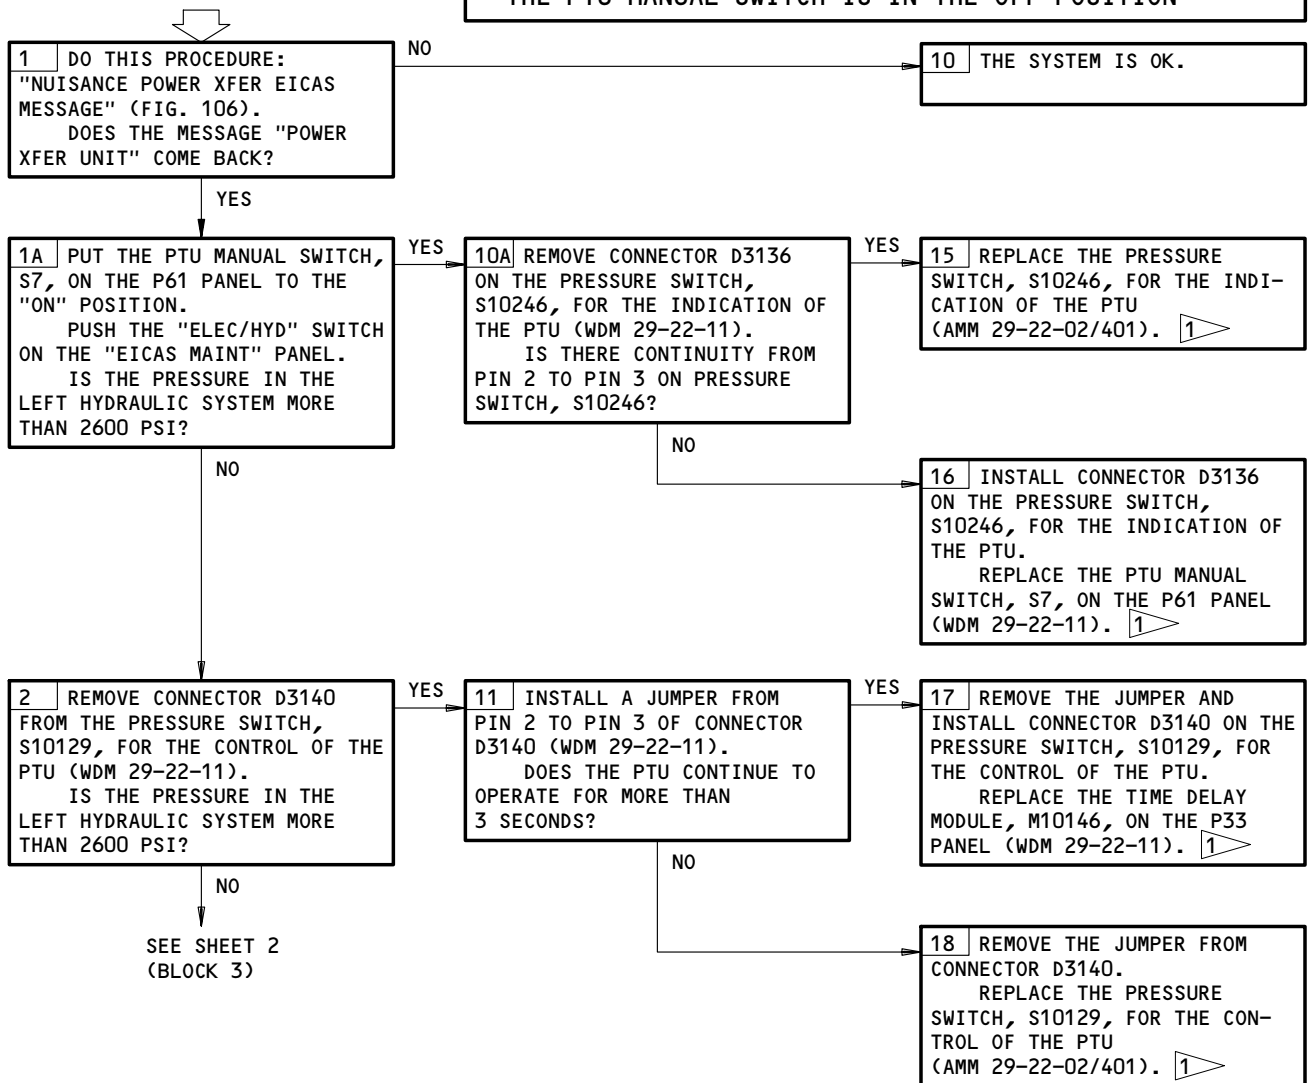 THE PTU MANUAL SWITCH IS IN THE OFF POSITION
1 DO THIS PROCEDURE:
"NUISANCE POWER XFER EICAS
MESSAGE" (FIG. 106).
DOES THE MESSAGE "POWER
XFER UNIT" COME BACK?
NO
10 THE SYSTEM IS OK.
YES
1A PUT THE PTU MANUAL SWITCH,
S7, ON THE P61 PANEL TO THE
"ON" POSITION.
PUSH THE "ELEC/HYD" SWITCH
ON THE "EICAS MAINT" PANEL.
IS THE PRESSURE IN THE
LEFT HYDRAULIC SYSTEM MORE
THAN 2600 PSI?
YES
10A REMOVE CONNECTOR D3136
ON THE PRESSURE SWITCH,
S10246, FOR THE INDICATION OF
THE PTU (WDM 29-22-11).
IS THERE CONTINUITY FROM
PIN 2 TO PIN 3 ON PRESSURE
SWITCH, S10246?
YES
15 REPLACE THE PRESSURE
SWITCH, S10246, FOR THE INDI-
CATION OF THE PTU
(AMM 29-22-02/401). 1
NO
16 INSTALL CONNECTOR D3136
ON THE PRESSURE SWITCH,
S10246, FOR THE INDICATION OF
THE PTU.
REPLACE THE PTU MANUAL
SWITCH, S7, ON THE P61 PANEL
(WDM 29-22-11). 1
NO
2 REMOVE CONNECTOR D3140
FROM THE PRESSURE SWITCH,
S10129, FOR THE CONTROL OF THE
PTU (WDM 29-22-11).
IS THE PRESSURE IN THE
LEFT HYDRAULIC SYSTEM MORE
THAN 2600 PSI?
YES
11 INSTALL A JUMPER FROM
PIN 2 TO PIN 3 OF CONNECTOR
D3140 (WDM 29-22-11).
DOES THE PTU CONTINUE TO
OPERATE FOR MORE THAN
3 SECONDS?
YES
17 REMOVE THE JUMPER AND
INSTALL CONNECTOR D3140 ON THE
PRESSURE SWITCH, S10129, FOR
THE CONTROL OF THE PTU.
REPLACE THE TIME DELAY
MODULE, M10146, ON THE P33
PANEL (WDM 29-22-11). 1
NO
18 REMOVE THE JUMPER FROM
CONNECTOR D3140.
REPLACE THE PRESSURE
SWITCH, S10129, FOR THE CON-
TROL OF THE PTU
(AMM 29-22-02/401). 1
NO
SEE SHEET 2
(BLOCK 3)